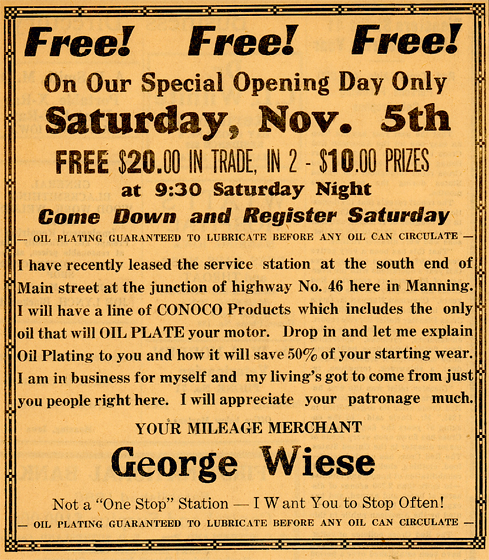 Free! Free! Free!
On Our Special Opening Day Only
Saturday, Nov. 5th
FREE $20.00 IN TRADE, IN 2 - $10.00 PRIZES
at 9:30 Saturday Night
Come Down and Register Saturday
— OIL PLATING GUARANTEED TO LUBRICATE BEFORE ANY OIL CAN CIRCULATE —
I have recently leased the service station at the south end of
Main street at the junction of highway No. 46 here in Manning.
I will have a line of CONOCO Products which includes the only
oil that will OIL PLATE your motor. Drop in and let me explain
Oil Plating to you and how it will save 50% of your starting wear.
I am in business for myself and my living's got to come from just
you people right here. I will appreciate your patronage much.
YOUR MILEAGE MERCHANT
George Wiese
Not a "One Stop" Station — I Want You to Stop Often!
— OIL PLATING GUARANTEED TO LUBRICATE BEFORE ANY OIL CAN CIRCULATE —